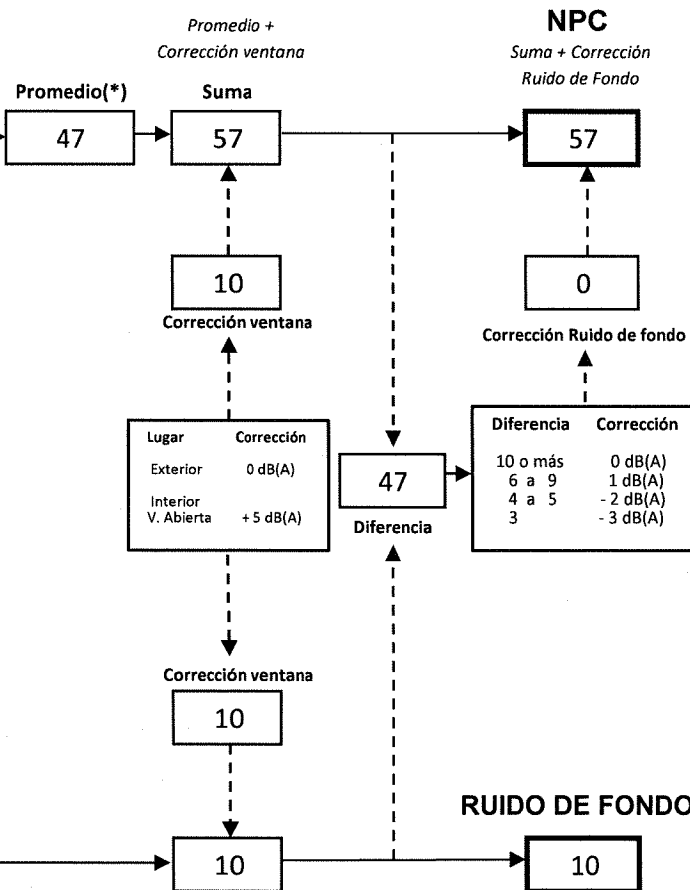 Promedio +
Corrección ventana
NPC
Suma + Corrección
Ruido de Fondo
Promedio(*)
Suma
47
57
57
10
Corrección ventana
0
Corrección Ruido de fondo
Lugar Corrección
Exterior 0 dB(A)
Interior
V. Abierta + 5 dB(A)
47
Diferencia
Diferencia Corrección
10 o más 0 dB(A)
6 a 9 1 dB(A)
4 a 5 - 2 dB(A)
3 - 3 dB(A)
Corrección ventana
10
RUIDO DE FONDO
10
10